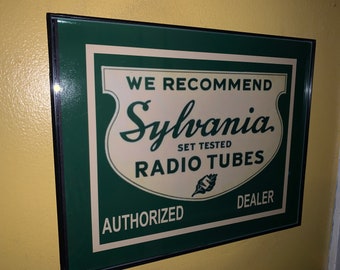 WE RECOMMEND
Sylvania
SET TESTED
RADIO TUBES
AUTHORIZED DEALER